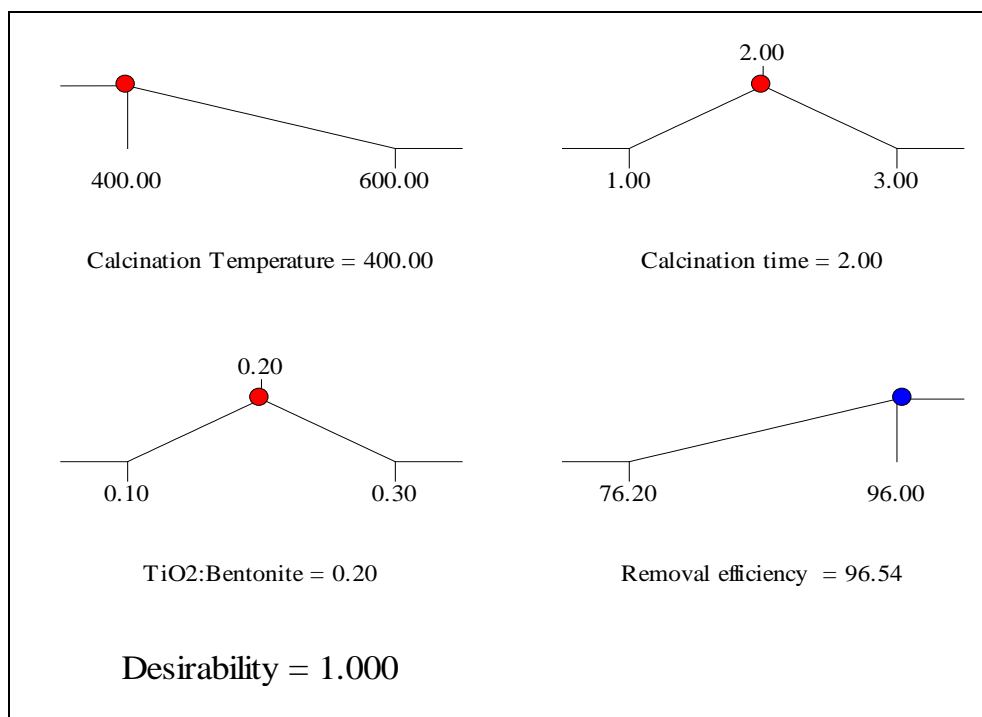 2.00
400.00 600.00 1.00 3.00
Calcination Temperature = 400.00 Calcination time = 2.00
0.20
0.10 0.30 76.20 96.00
TiO2:Bentonite = 0.20 Removal efficiency = 96.54
Desirability = 1.000